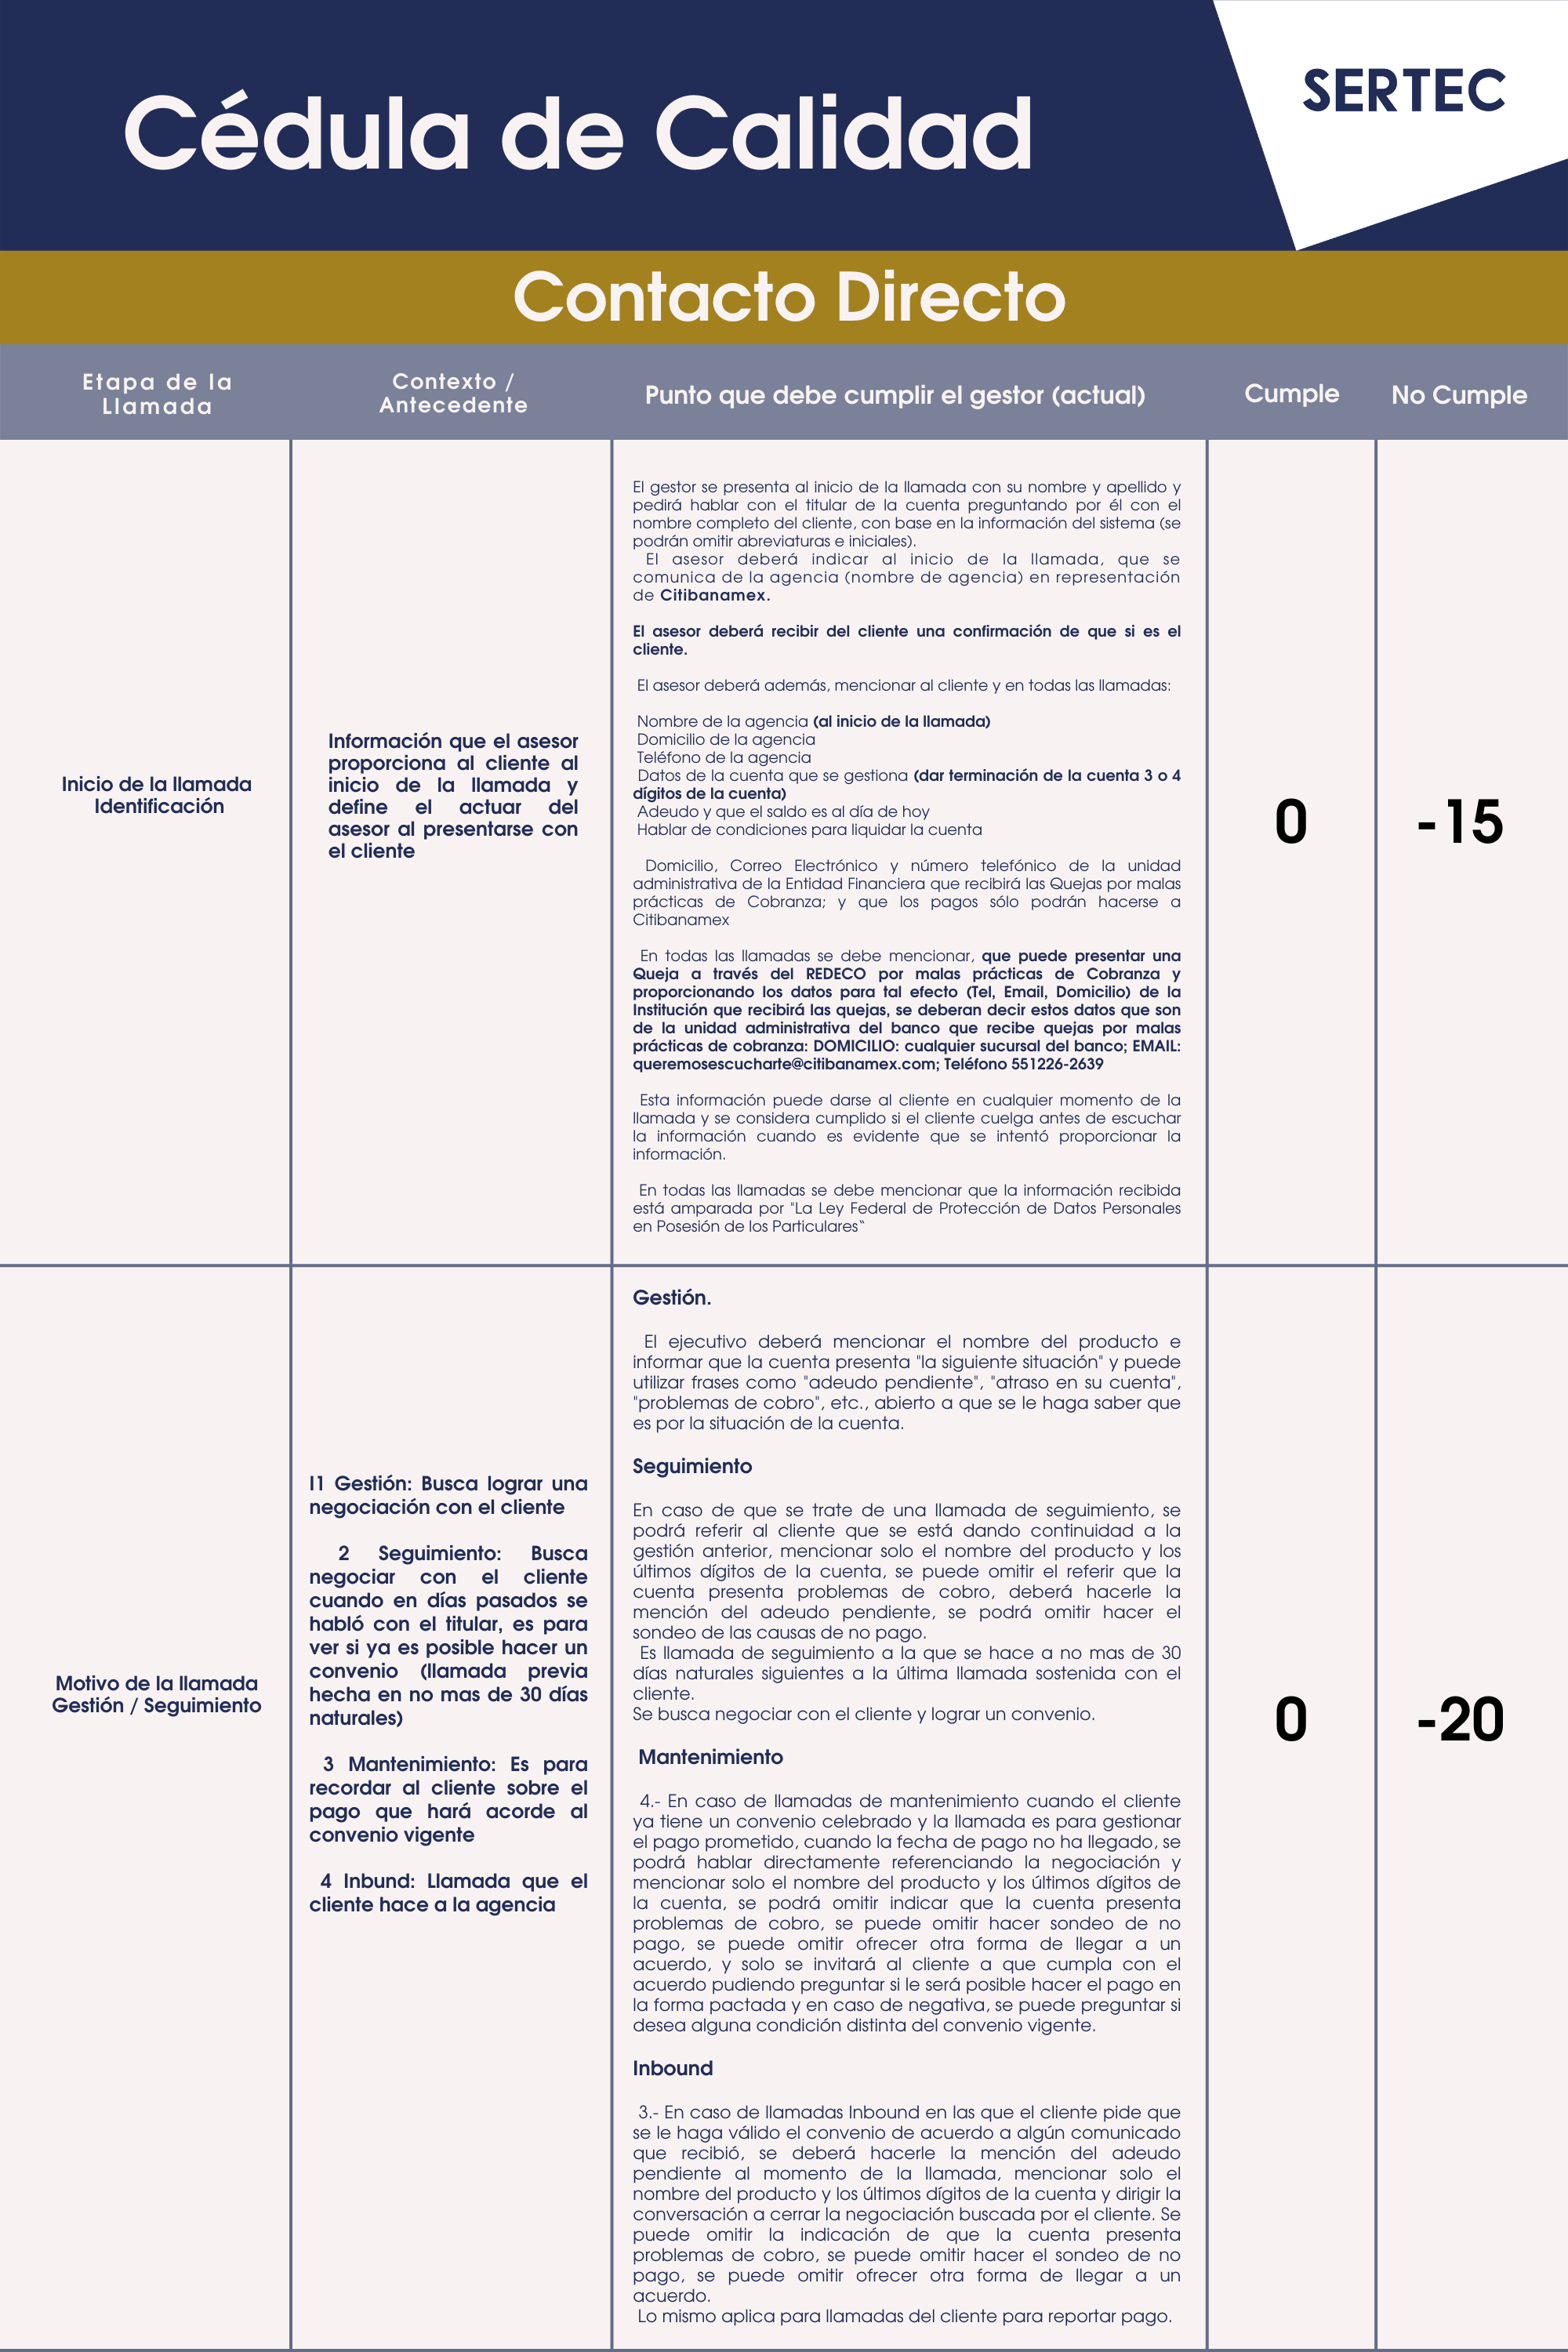 Cédula de Calidad
SERTEC
Contacto Directo
Etapa de la
Llamada
Contexto /
Antecedente
Punto que debe cumplir el gestor (actual)
Cumple
No Cumple
Inicio de la llamada
Identificación
Información que el asesor
proporciona al cliente al
inicio de la llamada y
define el actuar del
asesor al presentarse con
el cliente
El gestor se presenta al inicio de la llamada con su nombre y apellido y
pedirá hablar con el titular de la cuenta preguntando por él con el
nombre completo del cliente, con base en la información del sistema (se
podrán omitir abreviaturas e iniciales).
El asesor deberá indicar al inicio de la llamada, que se
comunica de la agencia (nombre de agencia) en representación
de Citibanamex.
El asesor deberá recibir del cliente una confirmación de que si es el
cliente.
El asesor deberá además, mencionar al cliente y en todas las llamadas:
Nombre de la agencia (al inicio de la llamada)
Domicilio de la agencia
Teléfono de la agencia
Datos de la cuenta que se gestiona (dar terminación de la cuenta 3 o 4
dígitos de la cuenta)
Adeudo y que el saldo es al día de hoy
Hablar de condiciones para liquidar la cuenta
Domicilio, Correo Electrónico y número telefónico de la unidad
administrativa de la Entidad Financiera que recibirá las Quejas por malas
prácticas de Cobranza; y que los pagos sólo podrán hacerse a
Citibanamex
En todas las llamadas se debe mencionar, que puede presentar una
Queja a través del REDECO por malas prácticas de Cobranza y
proporcionando los datos para tal efecto (Tel, Email, Domicilio) de la
Institución que recibirá las quejas, se deberan decir estos datos que son
de la unidad administrativa del banco que recibe quejas por malas
prácticas de cobranza: DOMICILIO: cualquier sucursal del banco; EMAIL:
queremosescucharte@citibanamex.com; Teléfono 551226-2639
Esta información puede darse al cliente en cualquier momento de la
llamada y se considera cumplido si el cliente cuelga antes de escuchar
la información cuando es evidente que se intentó proporcionar la
información.
En todas las llamadas se debe mencionar que la información recibida
está amparada por "La Ley Federal de Protección de Datos Personales
en Posesión de los Particulares“
0
-15
Motivo de la llamada
Gestión / Seguimiento
I1 Gestión: Busca lograr una
negociación con el cliente
2 Seguimiento: Busca
negociar con el cliente
cuando en días pasados se
habló con el titular, es para
ver si ya es posible hacer un
convenio (llamada previa
hecha en no mas de 30 días
naturales)
3 Mantenimiento: Es para
recordar al cliente sobre el
pago que hará acorde al
convenio vigente
4 Inbund: Llamada que el
cliente hace a la agencia
Gestión.
El ejecutivo deberá mencionar el nombre del producto e
informar que la cuenta presenta "la siguiente situación" y puede
utilizar frases como "adeudo pendiente", "atraso en su cuenta",
"problemas de cobro", etc., abierto a que se le haga saber que
es por la situación de la cuenta.
Seguimiento
En caso de que se trate de una llamada de seguimiento, se
podrá referir al cliente que se está dando continuidad a la
gestión anterior, mencionar solo el nombre del producto y los
últimos dígitos de la cuenta, se puede omitir el referir que la
cuenta presenta problemas de cobro, deberá hacerle la
mención del adeudo pendiente, se podrá omitir hacer el
sondeo de las causas de no pago.
Es llamada de seguimiento a la que se hace a no mas de 30
días naturales siguientes a la última llamada sostenida con el
cliente.
Se busca negociar con el cliente y lograr un convenio.
Mantenimiento
4.- En caso de llamadas de mantenimiento cuando el cliente
ya tiene un convenio celebrado y la llamada es para gestionar
el pago prometido, cuando la fecha de pago no ha llegado, se
podrá hablar directamente referenciando la negociación y
mencionar solo el nombre del producto y los últimos dígitos de
la cuenta, se podrá omitir indicar que la cuenta presenta
problemas de cobro, se puede omitir hacer sondeo de no
pago, se puede omitir ofrecer otra forma de llegar a un
acuerdo, y solo se invitará al cliente a que cumpla con el
acuerdo pudiendo preguntar si le será posible hacer el pago en
la forma pactada y en caso de negativa, se puede preguntar si
desea alguna condición distinta del convenio vigente.
Inbound
3.- En caso de llamadas Inbound en las que el cliente pide que
se le haga válido el convenio de acuerdo a algún comunicado
que recibió, se deberá hacerle la mención del adeudo
pendiente al momento de la llamada, mencionar solo el
nombre del producto y los últimos dígitos de la cuenta y dirigir la
conversación a cerrar la negociación buscada por el cliente. Se
puede omitir la indicación de que la cuenta presenta
problemas de cobro, se puede omitir hacer el sondeo de no
pago, se puede omitir ofrecer otra forma de llegar a un
acuerdo.
Lo mismo aplica para llamadas del cliente para reportar pago.
0
-20